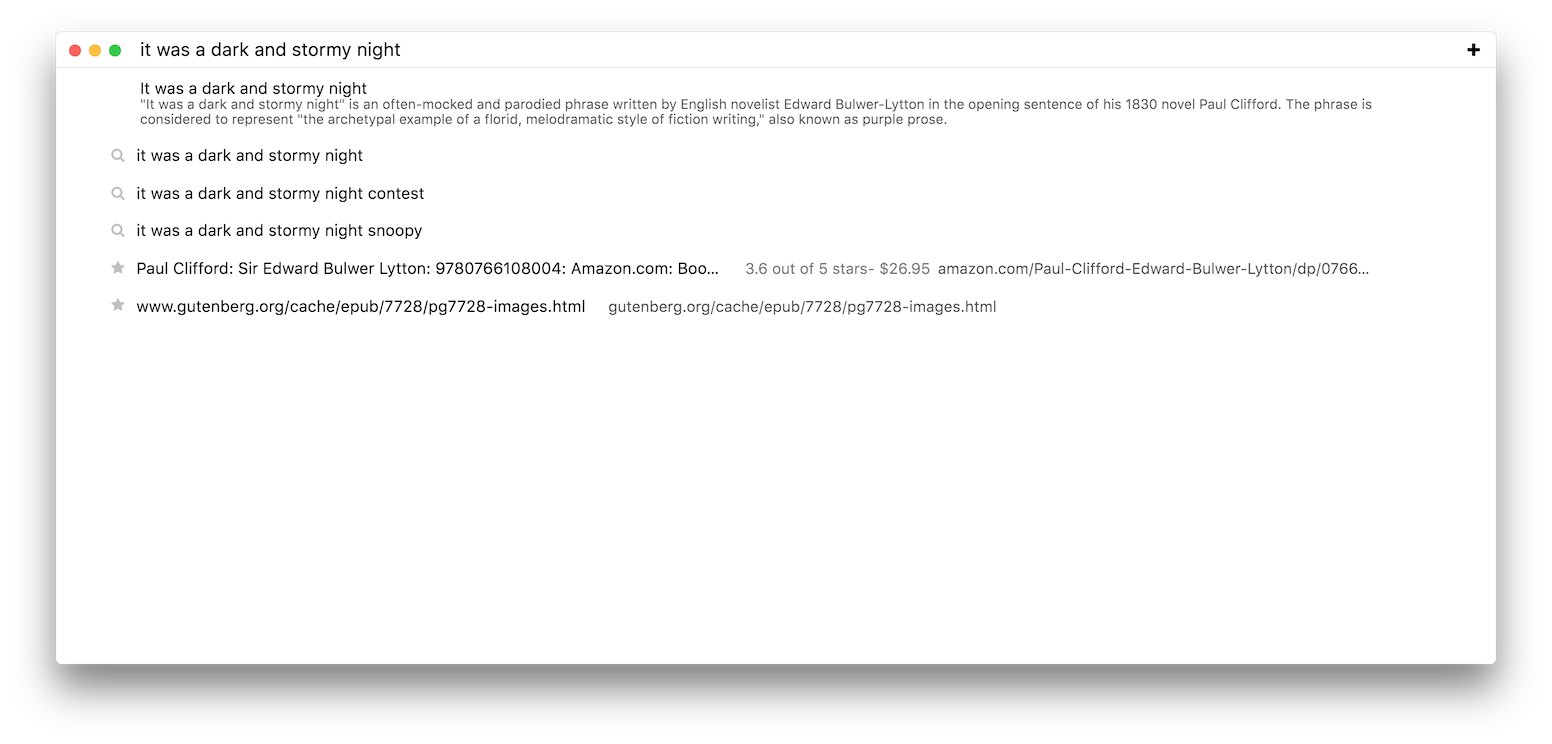 it was a dark and stormy night
It was a dark and stormy night
"It was a dark and stormy night" is an often-mocked and parodied phrase written by English novelist Edward Bulwer-Lytton in the opening sentence of his 1830 novel Paul Clifford. The phrase is
considered to represent "the archetypal example of a florid, melodramatic style of fiction writing," also known as purple prose.
it was a dark and stormy night
it was a dark and stormy night contest
it was a dark and stormy night snoopy
Paul Clifford: Sir Edward Bulwer Lytton: 9780766108004: Amazon.com: Boo... 3.6 out of 5 stars- $26.95 amazon.com/Paul-Clifford-Edward-Bulwer-Lytton/dp/0766...
www.gutenberg.org/cache/epub/7728/pg7728-images.html gutenberg.org/cache/epub/7728/pg7728-images.html